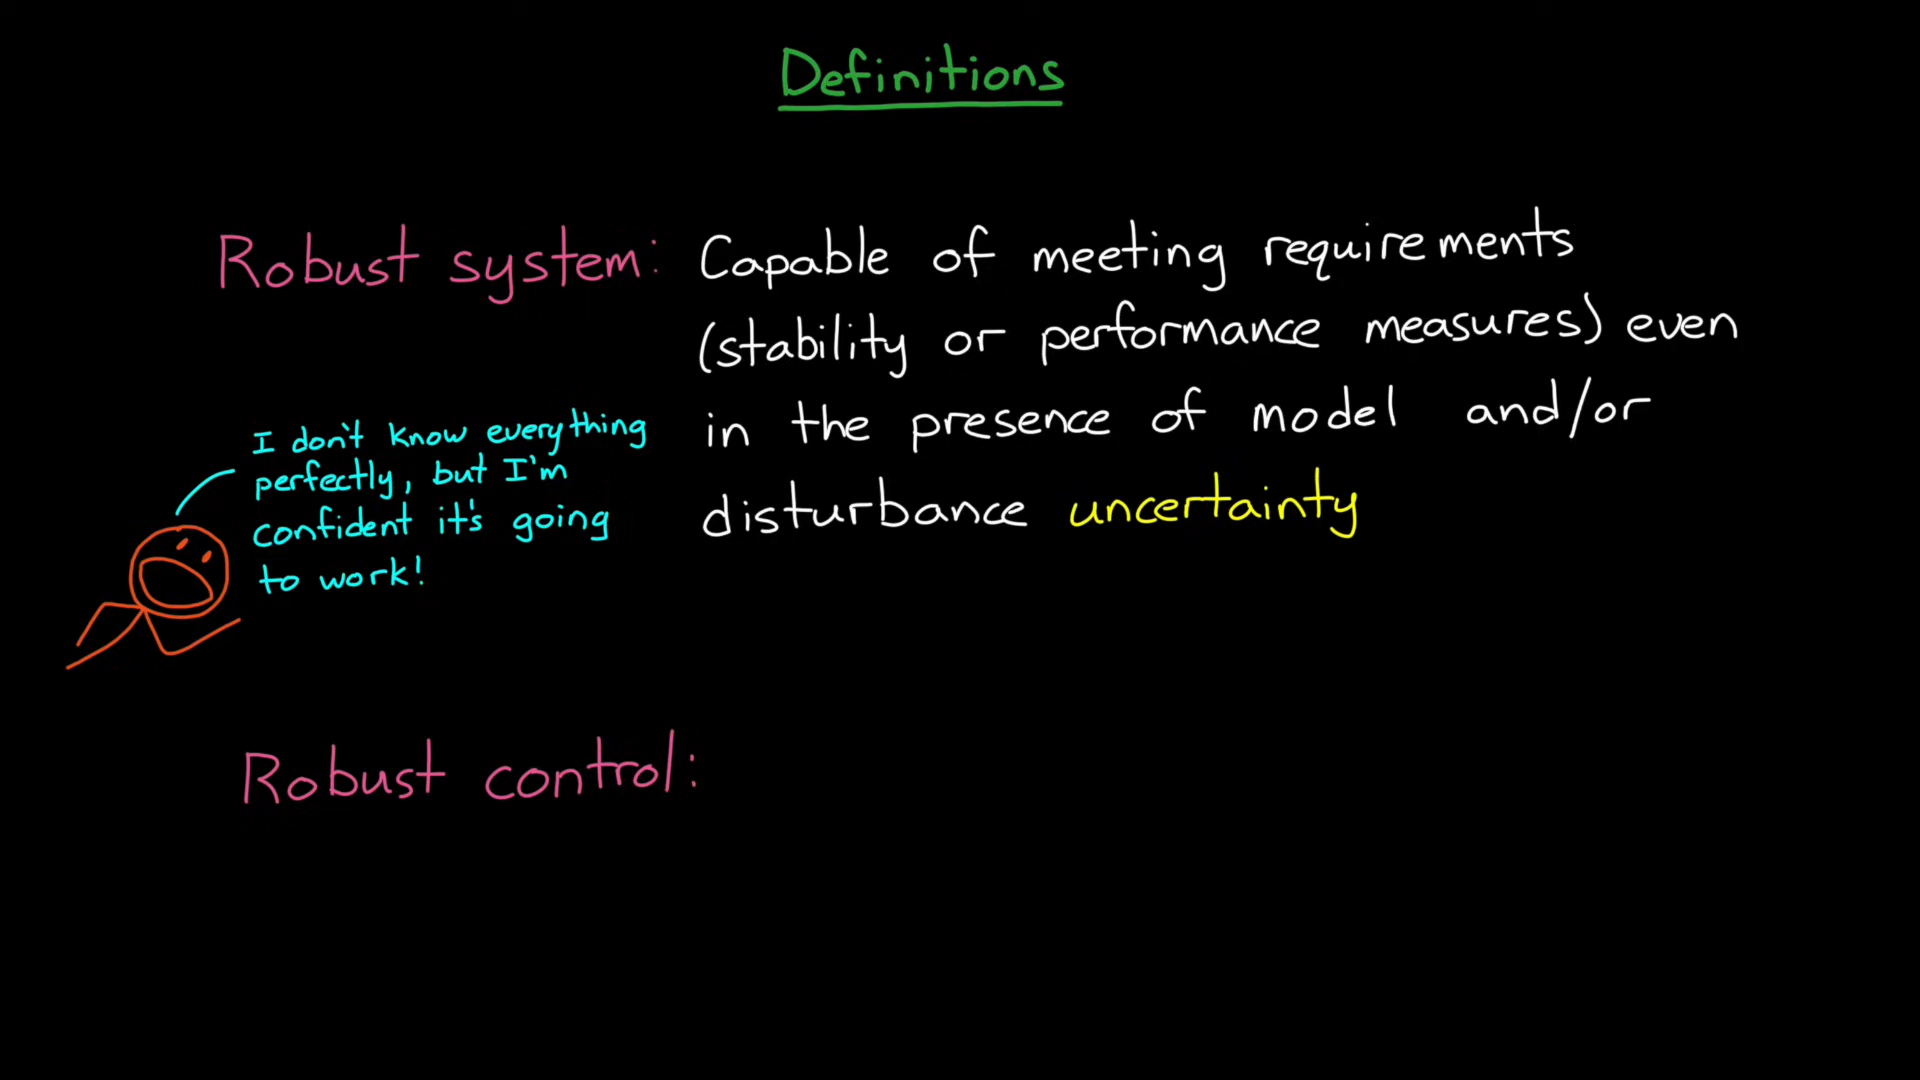 Definitions
Robust system: Capable of meeting requirements
(stability or performance measures) even
in the presence of model and/or
disturbance uncertainty
I don't know everything
perfectly, but I'm
confident it's going
to work!
Robust control: